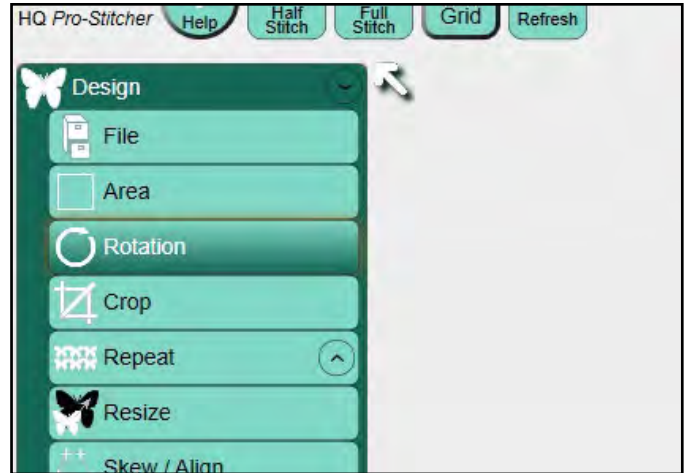 HQ Pro-Stitcher
Help
Half
Stitch
Full
Stitch
Grid
Refresh
Design
File
Area
Rotation
Crop
Repeat
Resize
Skew / Align